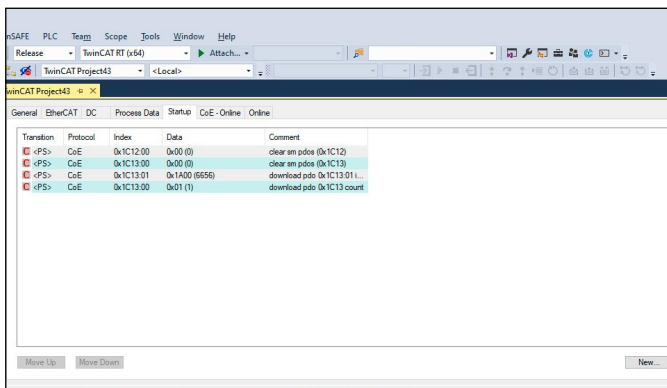 nSAFE PLC Team Scope Tools Window Help
Release TwinCAT RT (x64) Attach...
TwinCAT Project43 <Local>
winCAT Project43
General EtherCAT DC Process Data Startup CoE - Online Online
Transition Protocol Index Data Comment
C <PS> CoE 0x1C12:00 0x00 (0) clear sm pdos (0x1C12)
C <PS> CoE 0x1C13:00 0x00 (0) clear sm pdos (0x1C13)
C <PS> CoE 0x1C13:01 0x1A00 (6656) download pdo 0x1C13:01 i...
C <PS> CoE 0x1C13:00 0x01 (1) download pdo 0x1C13 count
Move Up Move Down New...